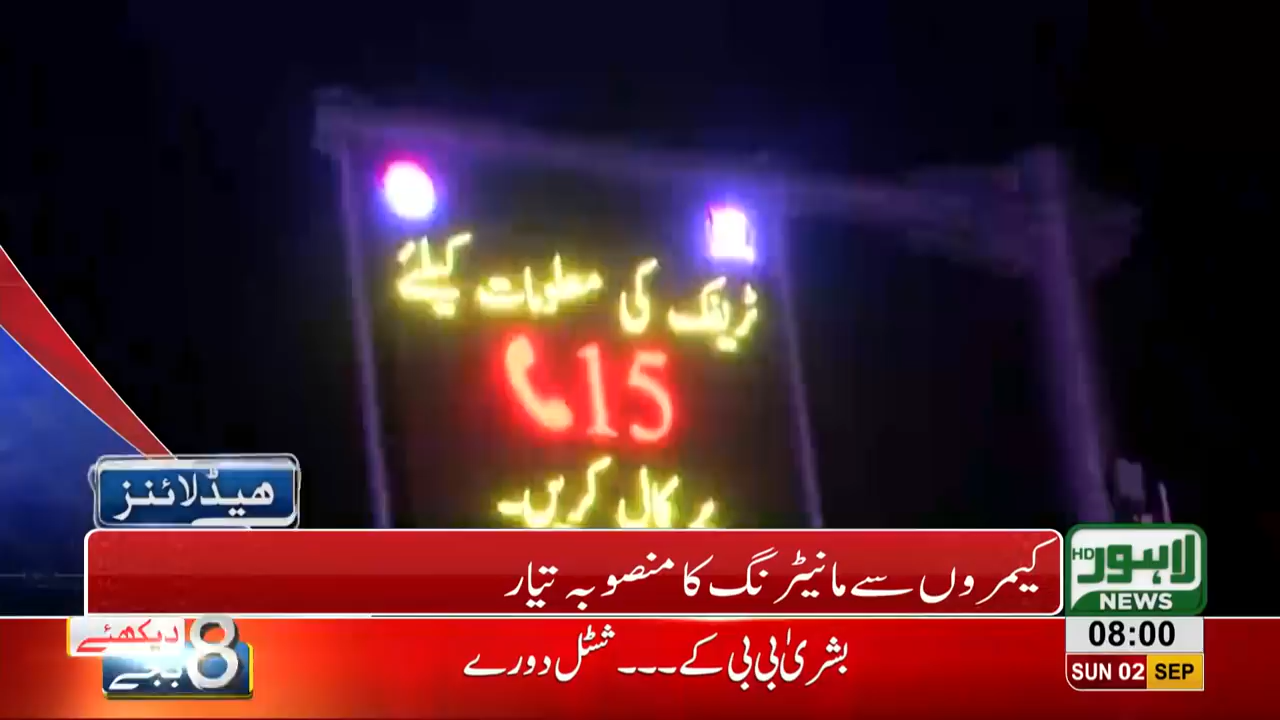 ٹریفک کی معلومات کیلئے
15
پر کال کریں۔
ھیڈلائنز
کیمروں سے مانیٹرنگ کا منصوبہ تیار
HD لاہور
NEWS
08:00
SUN 02 SEP
بشریٰ بی بی کے۔۔۔ شٹل دورے
دیکھئے
8 بجے